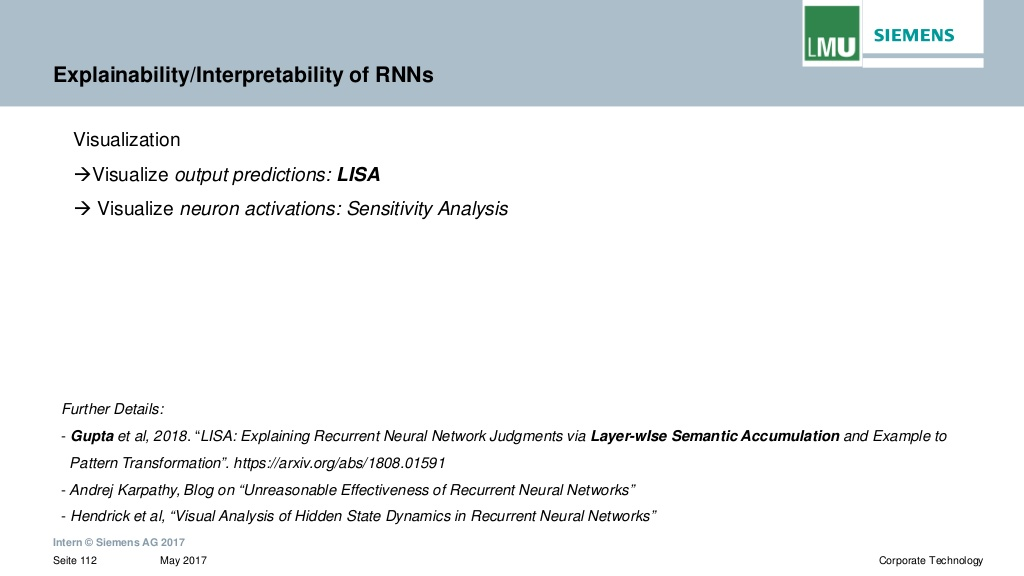 LMU
SIEMENS
Explainability/Interpretability of RNNs
Visualization
→Visualize output predictions: LISA
→ Visualize neuron activations: Sensitivity Analysis
Further Details:
- Gupta et al, 2018. “LISA: Explaining Recurrent Neural Network Judgments via Layer-wIse Semantic Accumulation and Example to
Pattern Transformation”. https://arxiv.org/abs/1808.01591
- Andrej Karpathy, Blog on “Unreasonable Effectiveness of Recurrent Neural Networks”
- Hendrick et al, “Visual Analysis of Hidden State Dynamics in Recurrent Neural Networks”
Intern © Siemens AG 2017
Seite 112 May 2017 Corporate Technology